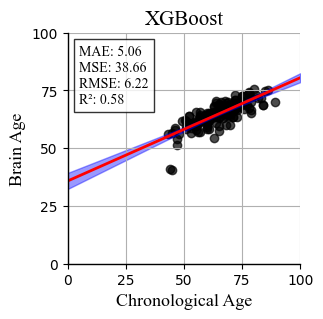 XGBoost
MAE: 5.06
MSE: 38.66
RMSE: 6.22
R²: 0.58
Brain Age
100
75
50
25
0
0 25 50 75 100
Chronological Age